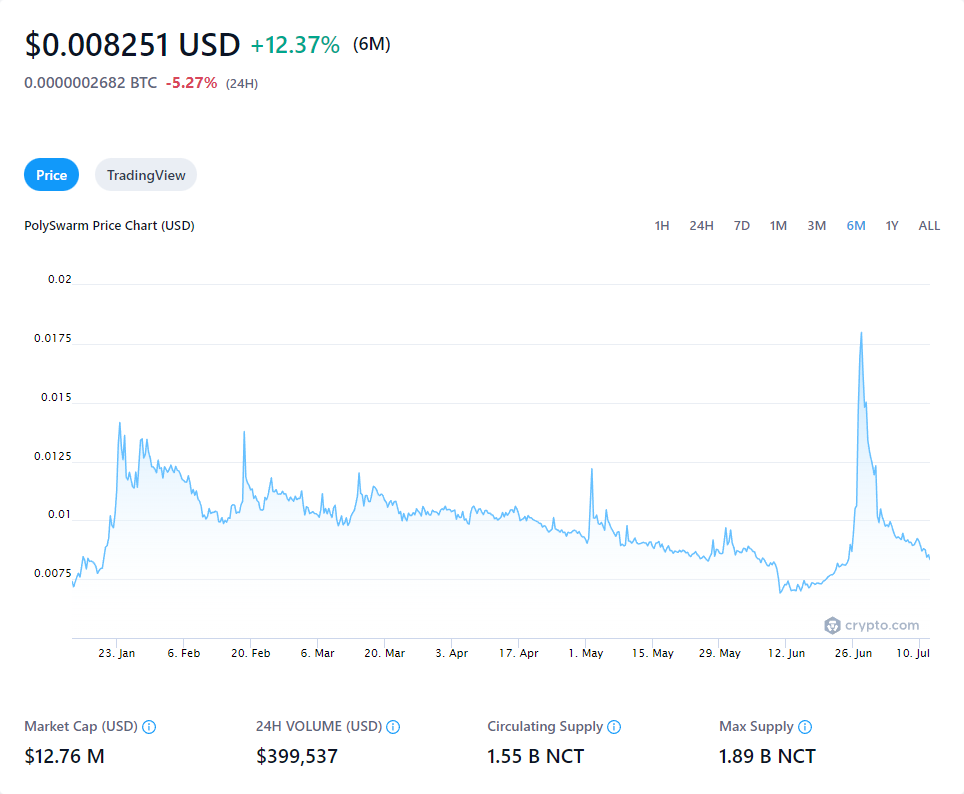 $0.008251 USD +12.37% (6M)
0.0000002682 BTC -5.27% (24H)
Price TradingView
PolySwarm Price Chart (USD) 1H 24H 7D 1M 3M 6M 1Y ALL
0.02
0.0175
0.015
0.0125
0.01
0.0075
crypto.com
23. Jan 6. Feb 20. Feb 6. Mar 20. Mar 3. Apr 17. Apr 1. May 15. May 29. May 12. Jun 26. Jun 10. Jul
Market Cap (USD) 24H VOLUME (USD) Circulating Supply Max Supply
$12.76 M $399,537 1.55 B NCT 1.89 B NCT